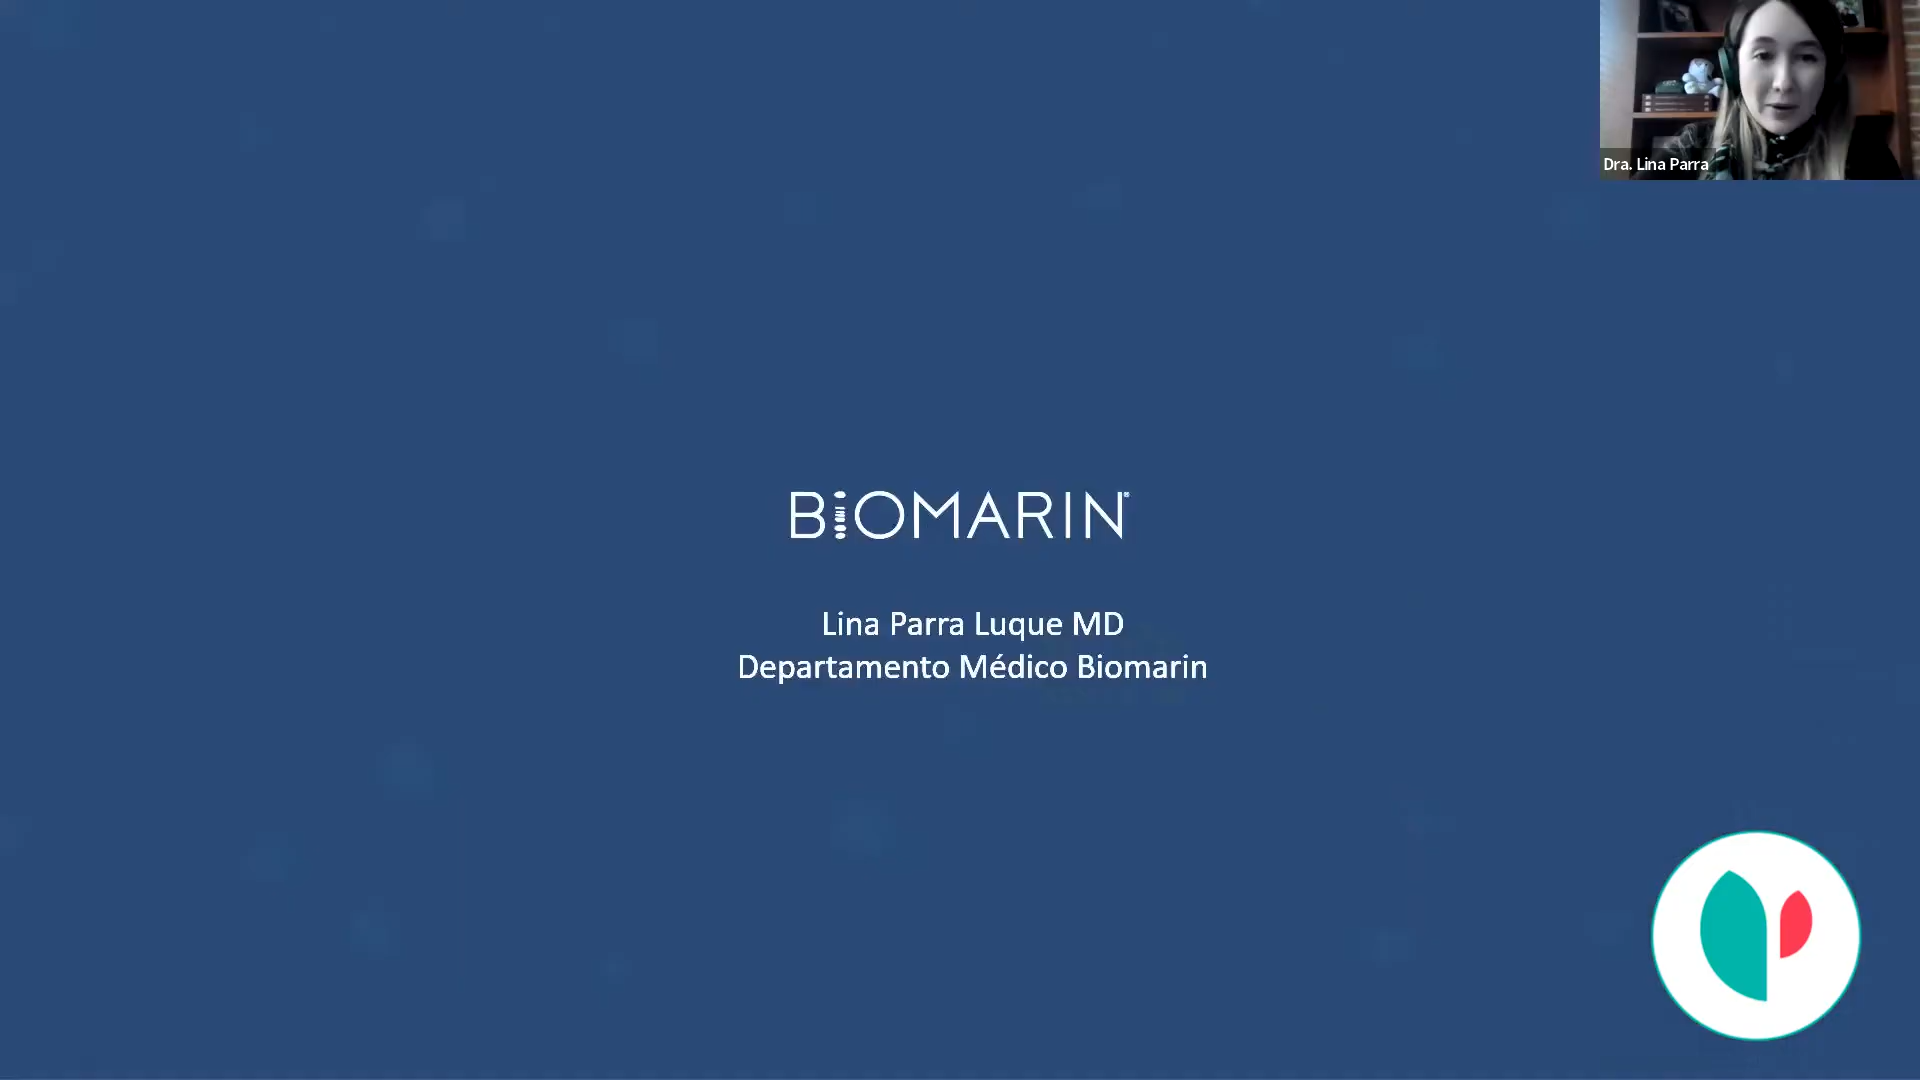 Dra. Lina Parra
BIOMARIN®
Lina Parra Luque MD
Departamento Médico Biomarin